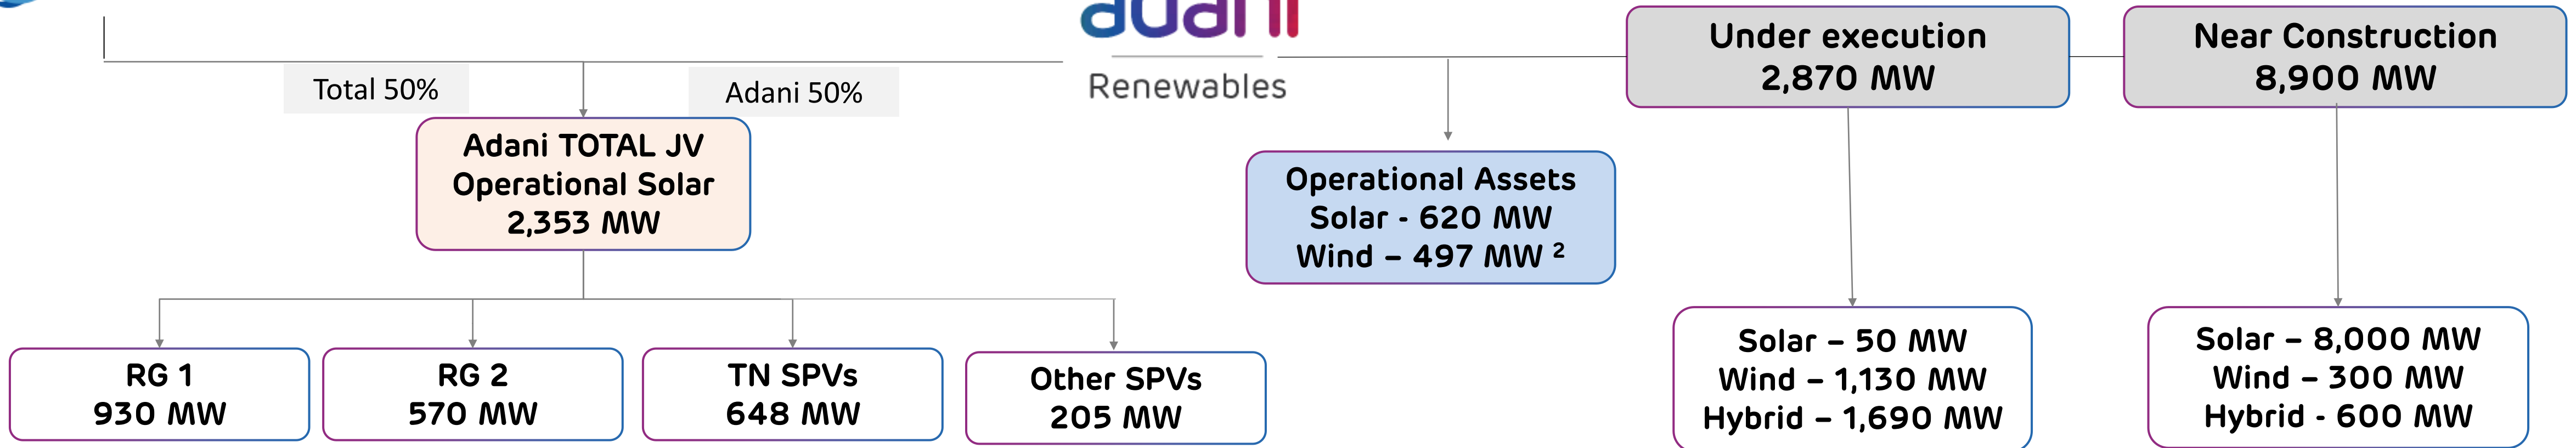 adani
Renewables
Under execution
2,870 MW
Near Construction
8,900 MW
Total 50%
Adani 50%
Adani TOTAL JV
Operational Solar
2,353 MW
Operational Assets
Solar - 620 MW
Wind – 497 MW ²
RG 1
930 MW
RG 2
570 MW
TN SPVs
648 MW
Other SPVs
205 MW
Solar – 50 MW
Wind – 1,130 MW
Hybrid – 1,690 MW
Solar – 8,000 MW
Wind – 300 MW
Hybrid - 600 MW